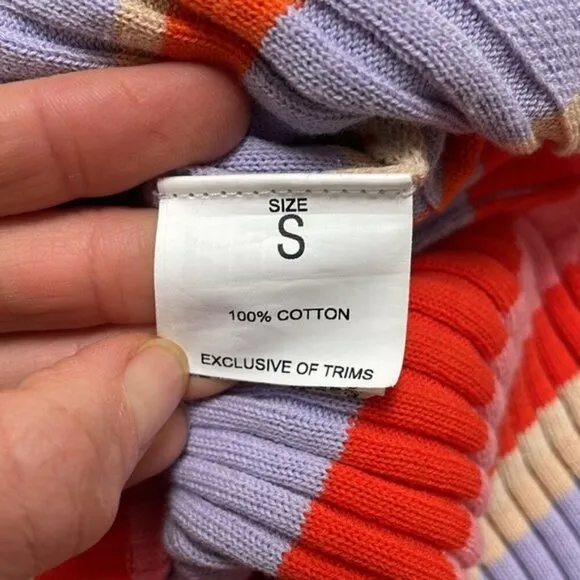 SIZE
S
100% COTTON
EXCLUSIVE OF TRIMS